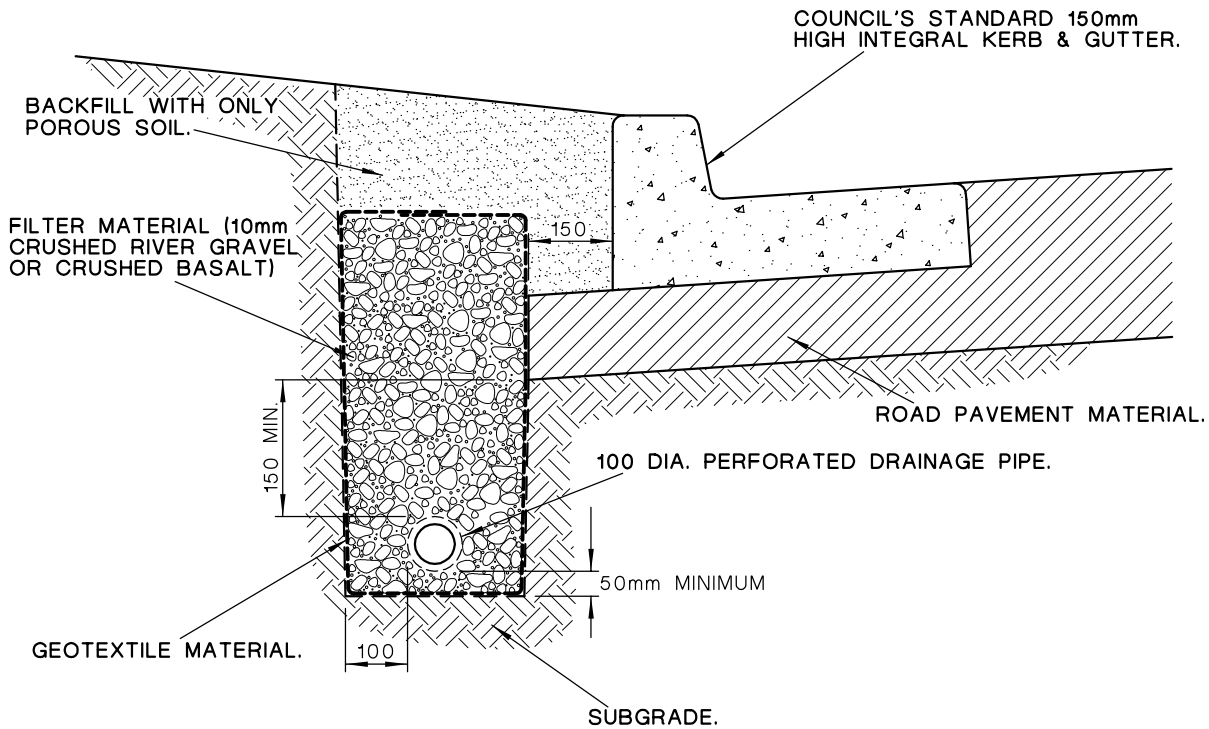 COUNCIL'S STANDARD 150mm
HIGH INTEGRAL KERB & GUTTER.
BACKFILL WITH ONLY
POROUS SOIL.
FILTER MATERIAL (10mm
CRUSHED RIVER GRAVEL
OR CRUSHED BASALT)
150
ROAD PAVEMENT MATERIAL.
150 MIN.
100 DIA. PERFORATED DRAINAGE PIPE.
50mm MINIMUM
GEOTEXTILE MATERIAL.
100
SUBGRADE.